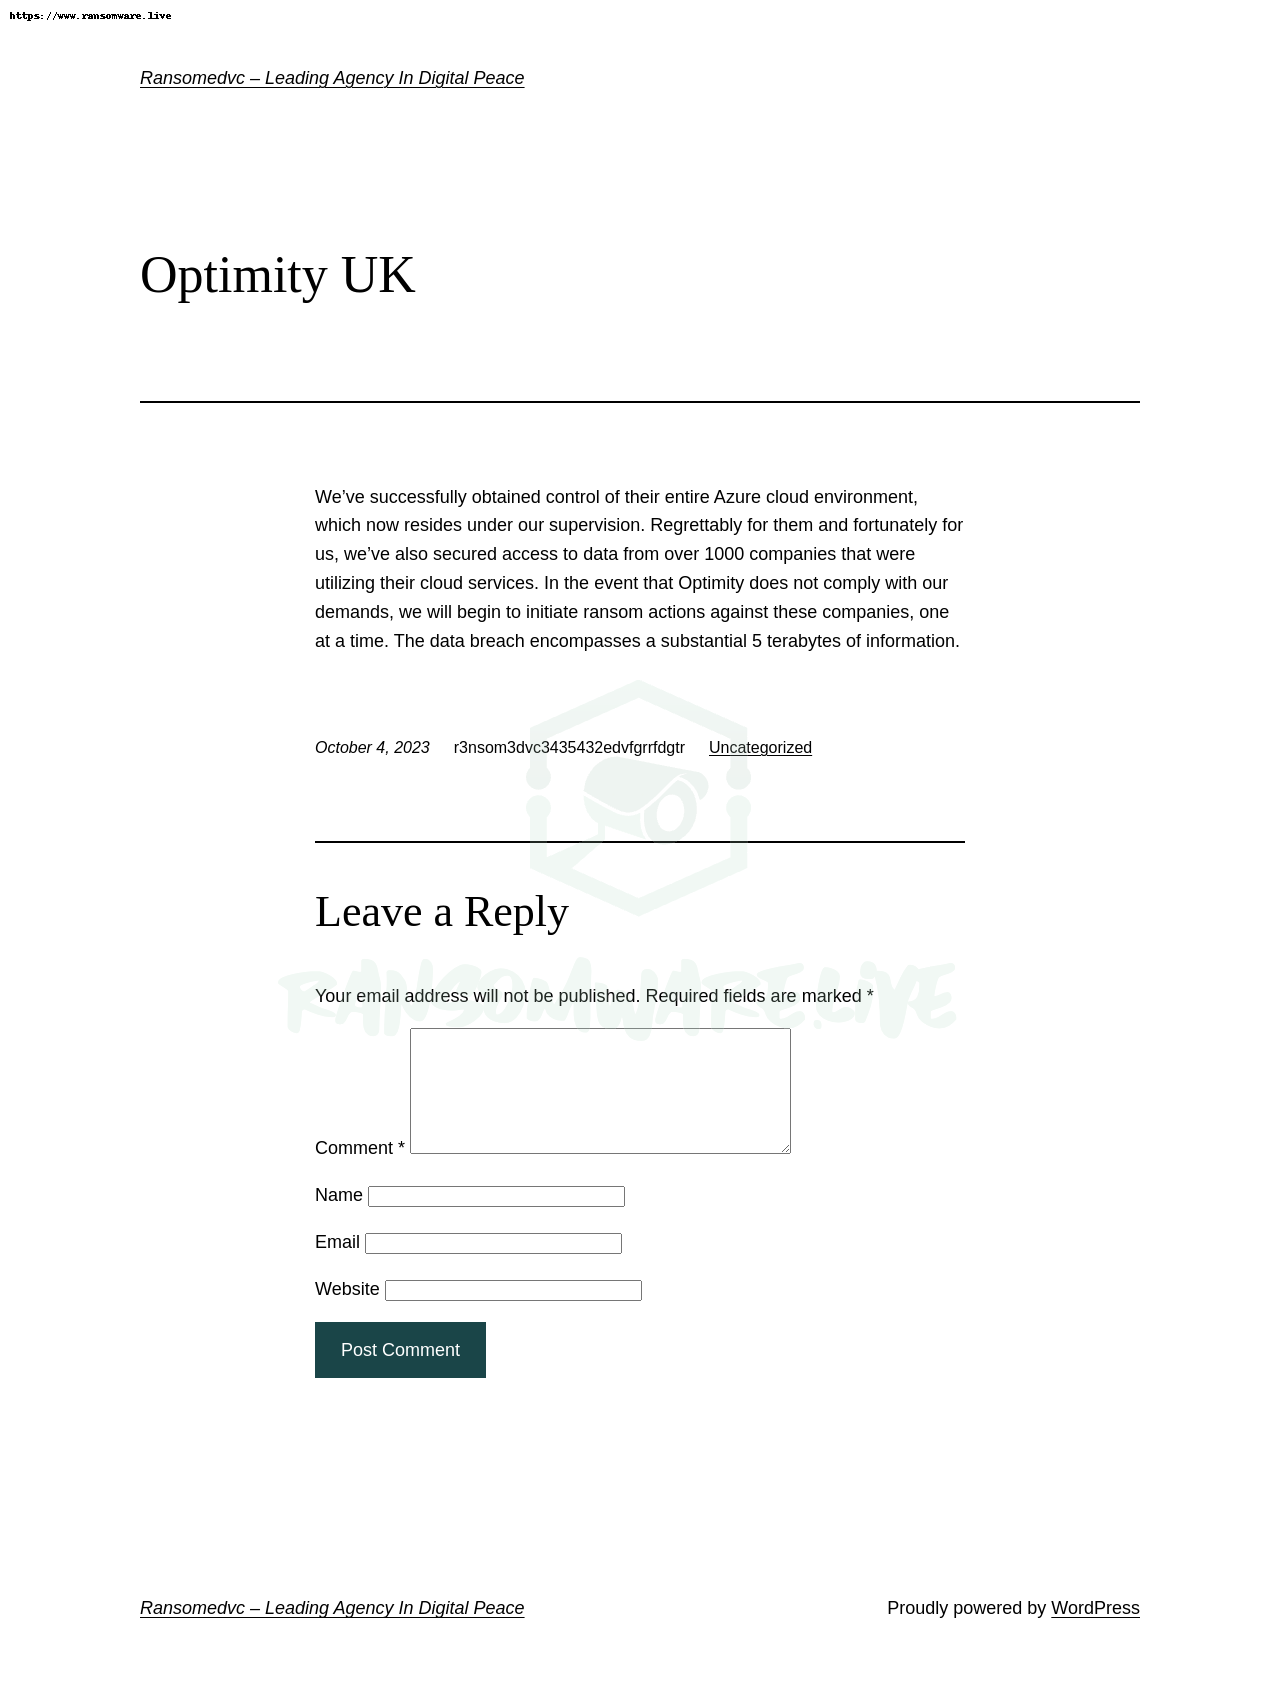 https://www.ransomware.live
Ransomedvc – Leading Agency In Digital Peace
Optimity UK
We’ve successfully obtained control of their entire Azure cloud environment,
which now resides under our supervision. Regrettably for them and fortunately for
us, we’ve also secured access to data from over 1000 companies that were
utilizing their cloud services. In the event that Optimity does not comply with our
demands, we will begin to initiate ransom actions against these companies, one
at a time. The data breach encompasses a substantial 5 terabytes of information.
October 4, 2023 r3nsom3dvc3435432edvfgrrfdgtr Uncategorized
Leave a Reply
RANSOMWARE.LiVE
Your email address will not be published. Required fields are marked *
Comment *
Name
Email
Website
Post Comment
Ransomedvc – Leading Agency In Digital Peace Proudly powered by WordPress